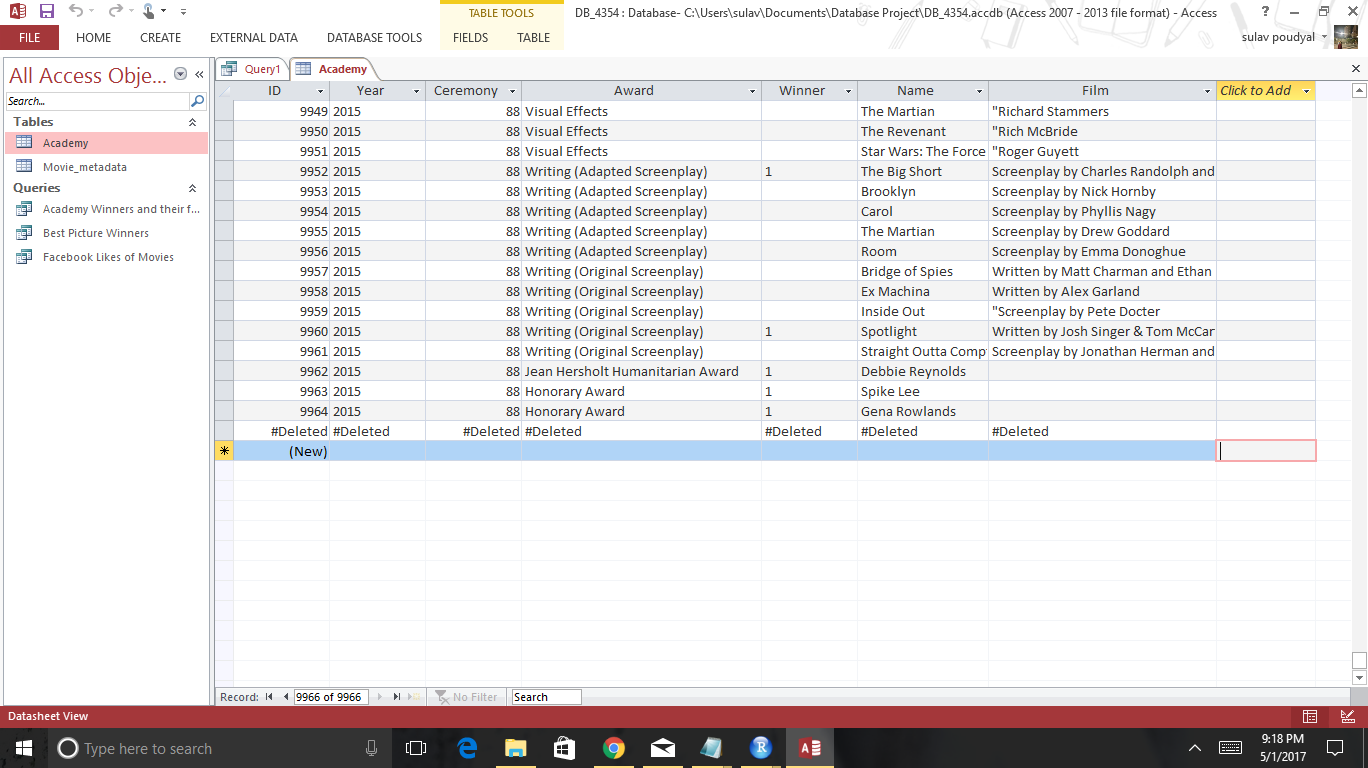 TABLE TOOLS
DB_4354 : Database- C:\Users\sulav\Documents\Database Project\DB_4354.accdb (Access 2007 - 2013 file format) - Access
?
FILE HOME CREATE EXTERNAL DATA DATABASE TOOLS FIELDS TABLE
sulav poudyal
All Access Obje...
Search...
Tables
Academy
Movie_metadata
Queries
Academy Winners and their f...
Best Picture Winners
Facebook Likes of Movies
Query1 Academy
ID Year Ceremony Award Winner Name Film Click to Add
9949 2015 88 Visual Effects The Martian "Richard Stammers
9950 2015 88 Visual Effects The Revenant "Rich McBride
9951 2015 88 Visual Effects Star Wars: The Force "Roger Guyett
9952 2015 88 Writing (Adapted Screenplay) 1 The Big Short Screenplay by Charles Randolph and
9953 2015 88 Writing (Adapted Screenplay) Brooklyn Screenplay by Nick Hornby
9954 2015 88 Writing (Adapted Screenplay) Carol Screenplay by Phyllis Nagy
9955 2015 88 Writing (Adapted Screenplay) The Martian Screenplay by Drew Goddard
9956 2015 88 Writing (Adapted Screenplay) Room Screenplay by Emma Donoghue
9957 2015 88 Writing (Original Screenplay) Bridge of Spies Written by Matt Charman and Ethan
9958 2015 88 Writing (Original Screenplay) Ex Machina Written by Alex Garland
9959 2015 88 Writing (Original Screenplay) Inside Out "Screenplay by Pete Docter
9960 2015 88 Writing (Original Screenplay) 1 Spotlight Written by Josh Singer & Tom McCar
9961 2015 88 Writing (Original Screenplay) Straight Outta Comp Screenplay by Jonathan Herman and
9962 2015 88 Jean Hersholt Humanitarian Award 1 Debbie Reynolds
9963 2015 88 Honorary Award 1 Spike Lee
9964 2015 88 Honorary Award 1 Gena Rowlands
#Deleted #Deleted #Deleted #Deleted #Deleted #Deleted #Deleted
* (New)
Record: 9966 of 9966 No Filter Search
Datasheet View
Type here to search
9:18 PM
5/1/2017